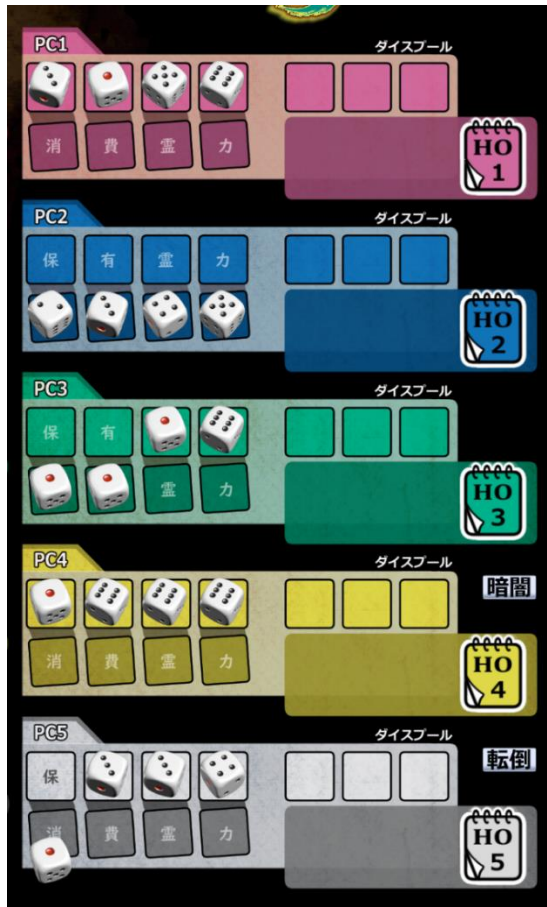 PC1
ダイスプール
消 費 霊 力
HO
1
PC2
ダイスプール
保 有 霊 力
HO
2
PC3
ダイスプール
保 有
霊 力
HO
3
PC4
ダイスプール
暗闇
消 費 霊 力
HO
4
PC5
ダイスプール
転倒
保
消 費 霊 力
HO
5